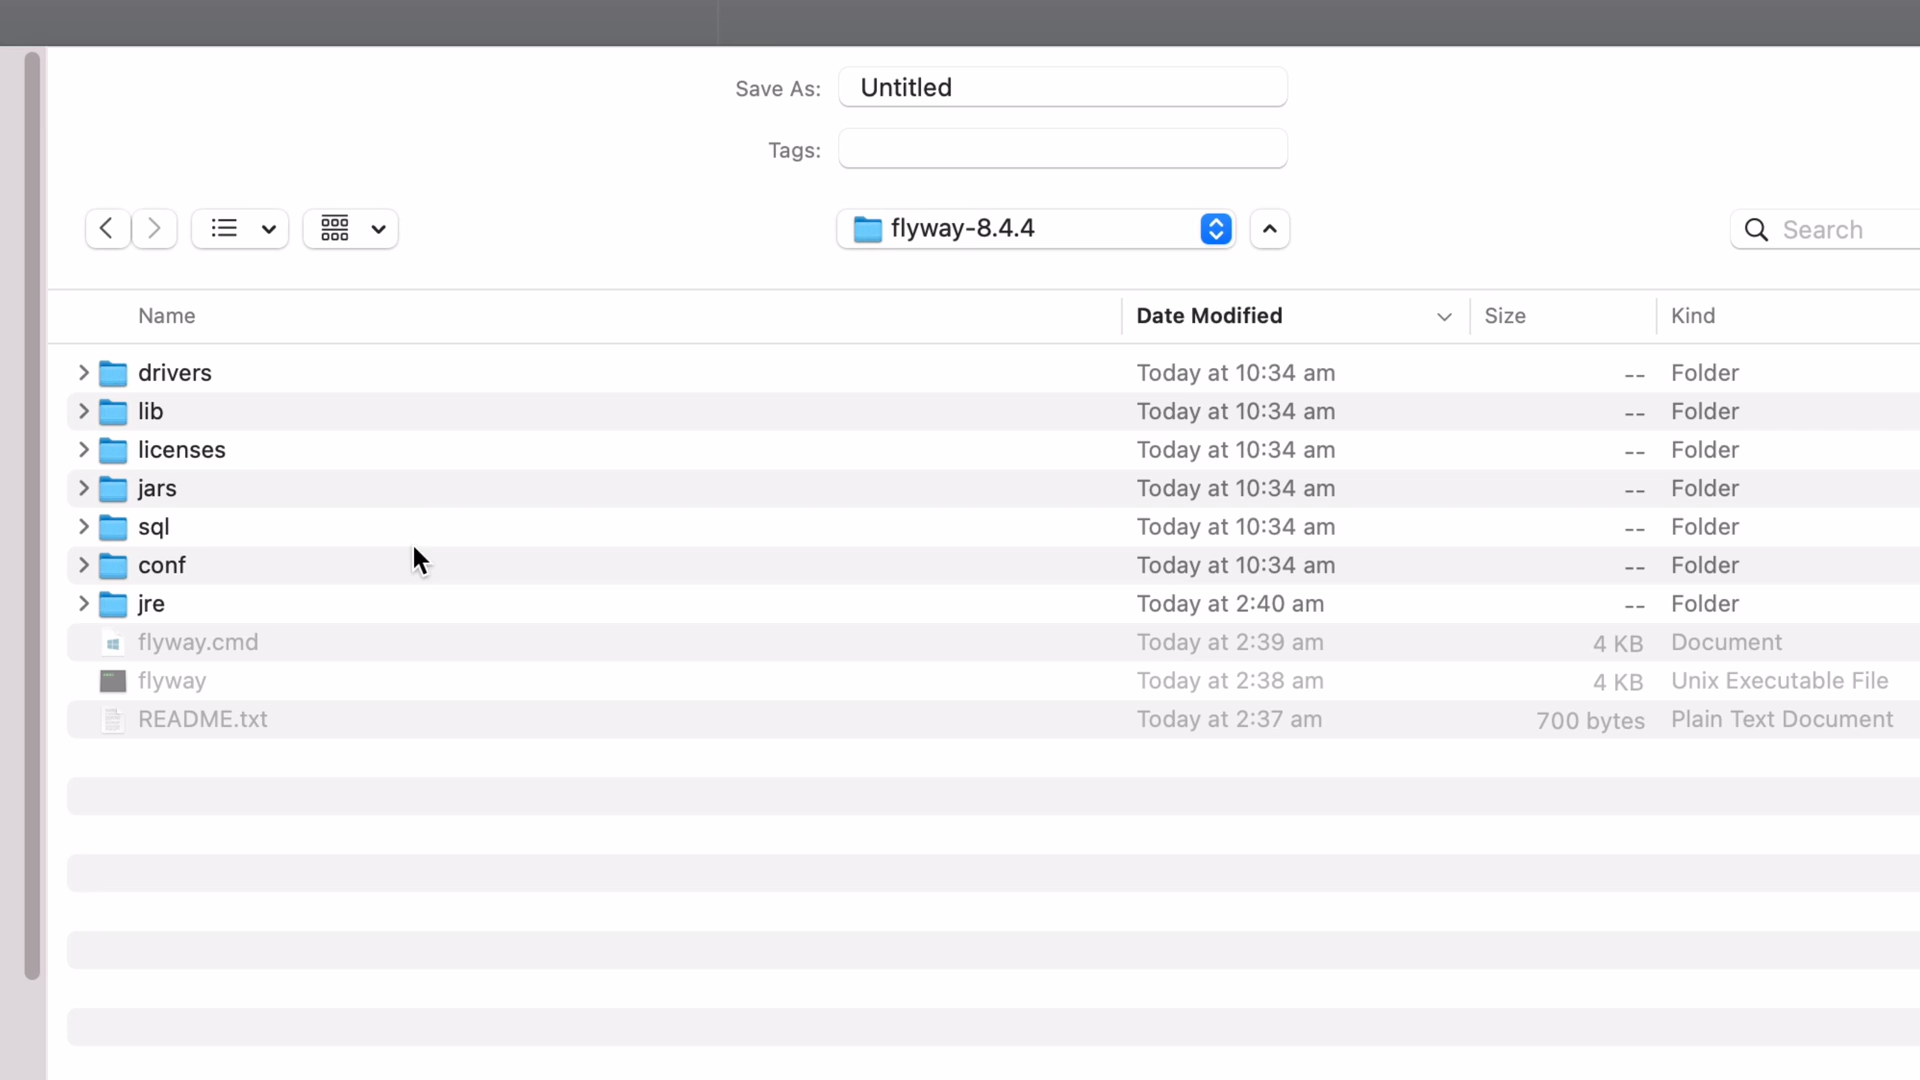 Save As: Untitled
Tags:
flyway-8.4.4
Search
Name Date Modified Size Kind
drivers Today at 10:34 am -- Folder
lib Today at 10:34 am -- Folder
licenses Today at 10:34 am -- Folder
jars Today at 10:34 am -- Folder
sql Today at 10:34 am -- Folder
conf Today at 10:34 am -- Folder
jre Today at 2:40 am -- Folder
flyway.cmd Today at 2:39 am 4 KB Document
flyway Today at 2:38 am 4 KB Unix Executable File
README.txt Today at 2:37 am 700 bytes Plain Text Document